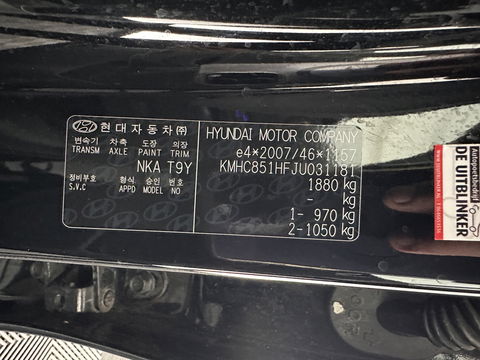 현대자동차㈜
변속기 차축 도장 의장
TRANSM AXLE PAINT TRIM
NKA T9Y
정비부호 형식 승인 번호
S.V.C APPD MODEL NO
HYUNDAI MOTOR COMPANY
e4*2007/46*1157
KMHC851HFJU031181
1880 kg
- kg
1- 970 kg
2-1050 kg
Autopoetsbedrijf
DE UITBLINKER